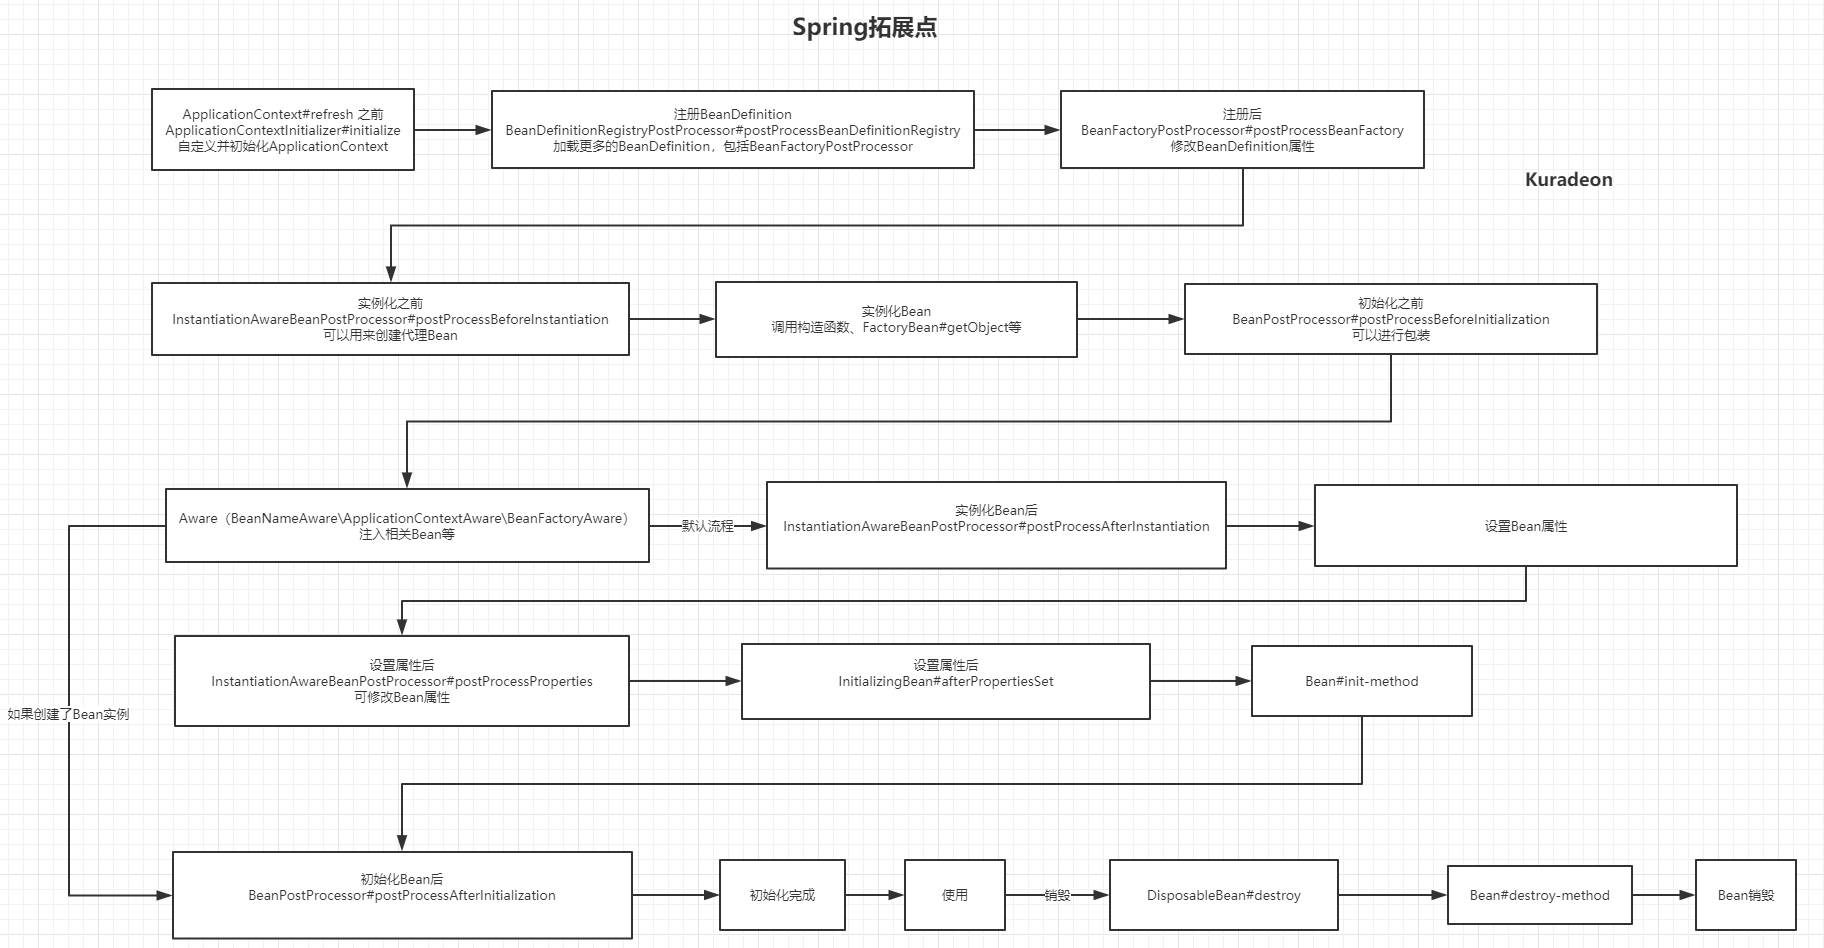 Spring拓展点
ApplicationContext#refresh 之前
ApplicationContextInitializer#initialize
自定义并初始化ApplicationContext
注册BeanDefinition
BeanDefinitionRegistryPostProcessor#postProcessBeanDefinitionRegistry
加载更多的BeanDefinition，包括BeanFactoryPostProcessor
注册后
BeanFactoryPostProcessor#postProcessBeanFactory
修改BeanDefinition属性
Kuradeon
实例化之前
InstantiationAwareBeanPostProcessor#postProcessBeforeInstantiation
可以用来创建代理Bean
实例化Bean
调用构造函数、FactoryBean#getObject等
初始化之前
BeanPostProcessor#postProcessBeforeInitialization
可以进行包装
Aware（BeanNameAware\ApplicationContextAware\BeanFactoryAware）
注入相关Bean等
默认流程
实例化Bean后
InstantiationAwareBeanPostProcessor#postProcessAfterInstantiation
设置Bean属性
设置属性后
InstantiationAwareBeanPostProcessor#postProcessProperties
可修改Bean属性
设置属性后
InitializingBean#afterPropertiesSet
Bean#init-method
如果创建了Bean实例
初始化Bean后
BeanPostProcessor#postProcessAfterInitialization
初始化完成
使用
销毁
DisposableBean#destroy
Bean#destroy-method
Bean销毁